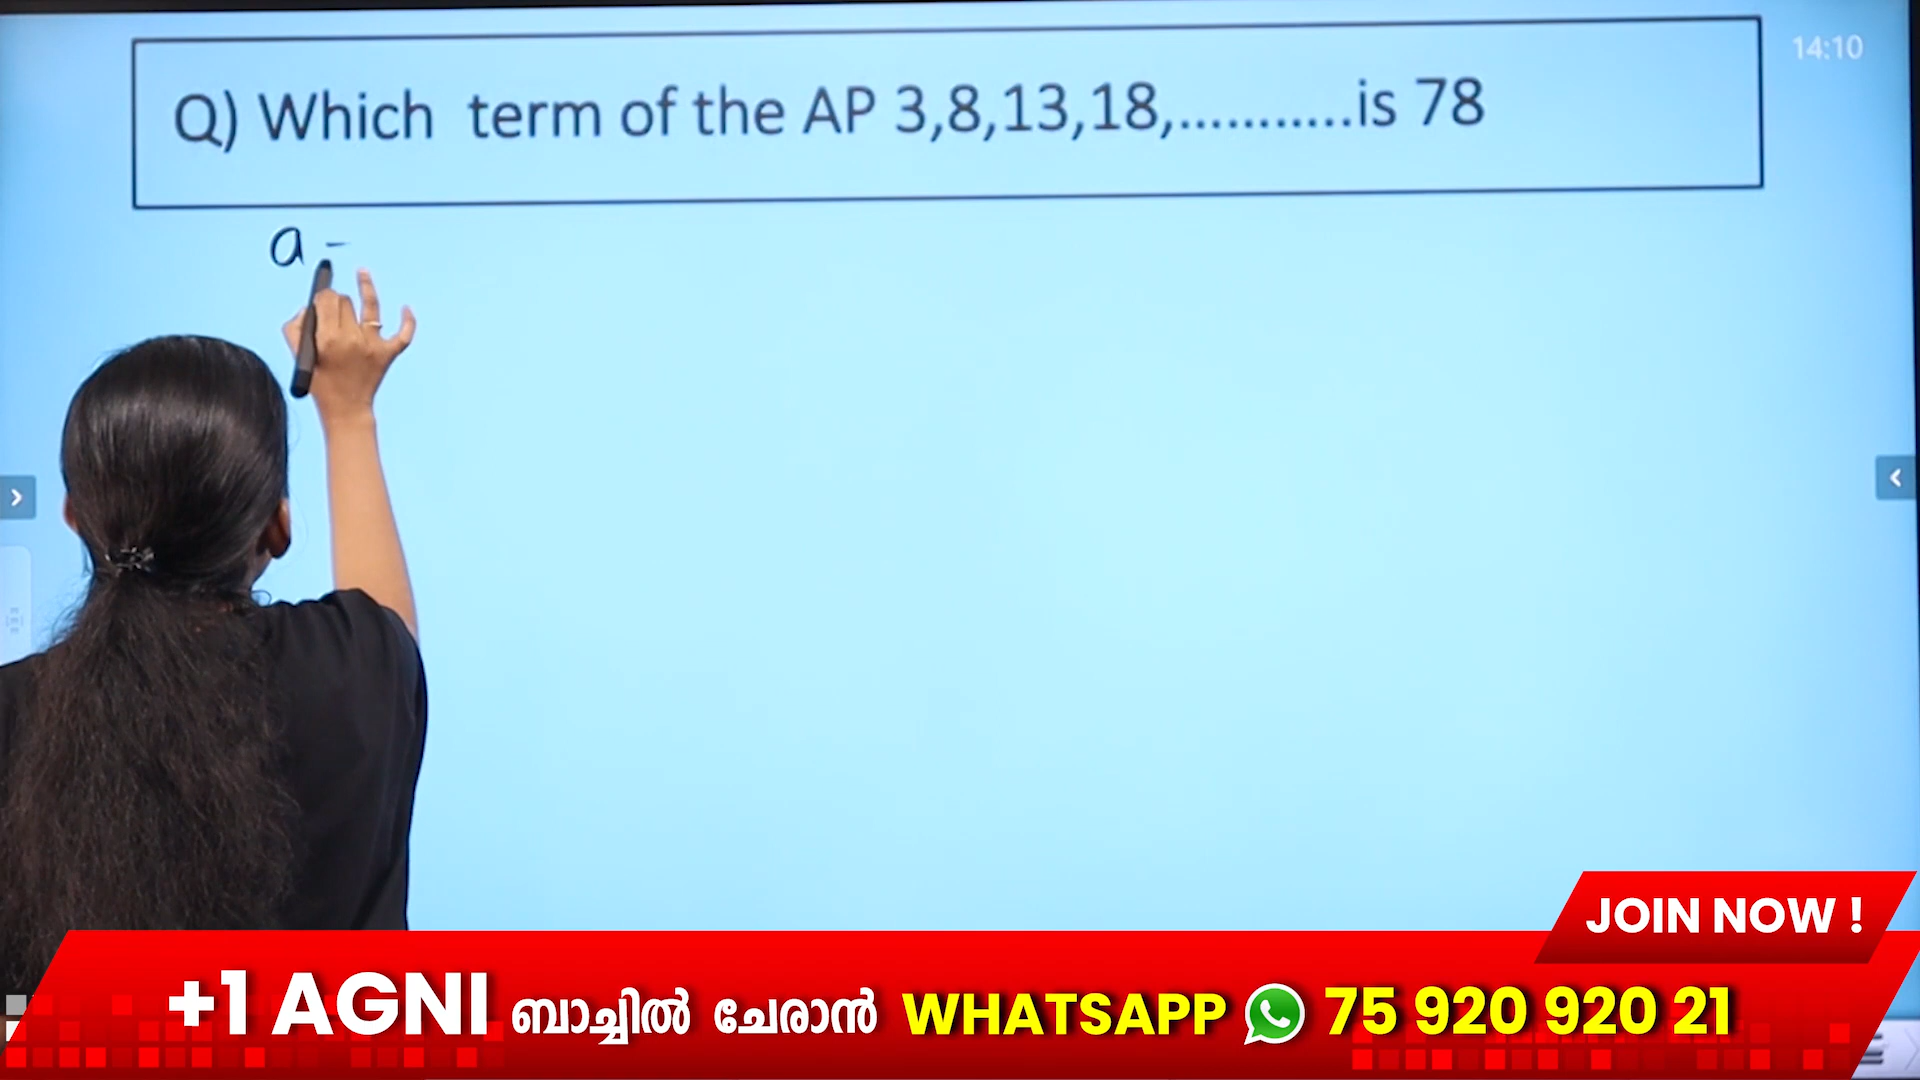 14:10
Q) Which term of the AP 3,8,13,18,...........is 78
a -
JOIN NOW !
+1 AGNI ബാച്ചിൽ ചേരാൻ WHATSAPP 75 920 920 21